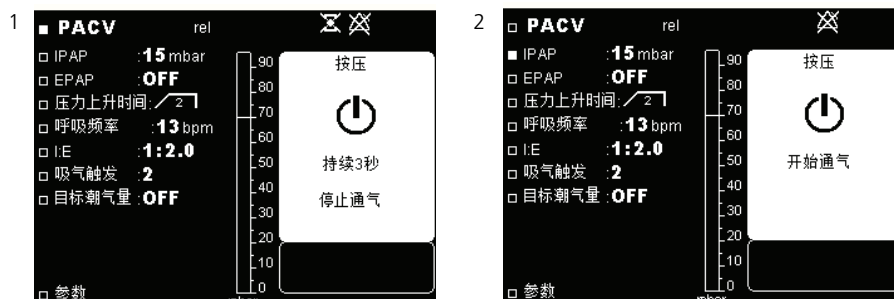 1
PACV rel
IPAP :15 mbar
EPAP :OFF
压力上升时间: 2
呼吸频率 :13 bpm
I:E :1:2.0
吸气触发 :2
目标潮气量 :OFF
参数
90
80
70
60
50
40
30
20
10
0
mbar
按压
持续3秒
停止通气
2
PACV rel
IPAP :15 mbar
EPAP :OFF
压力上升时间: 2
呼吸频率 :13 bpm
I:E :1:2.0
吸气触发 :2
目标潮气量 :OFF
参数
90
80
70
60
50
40
30
20
10
0
mbar
按压
开始通气